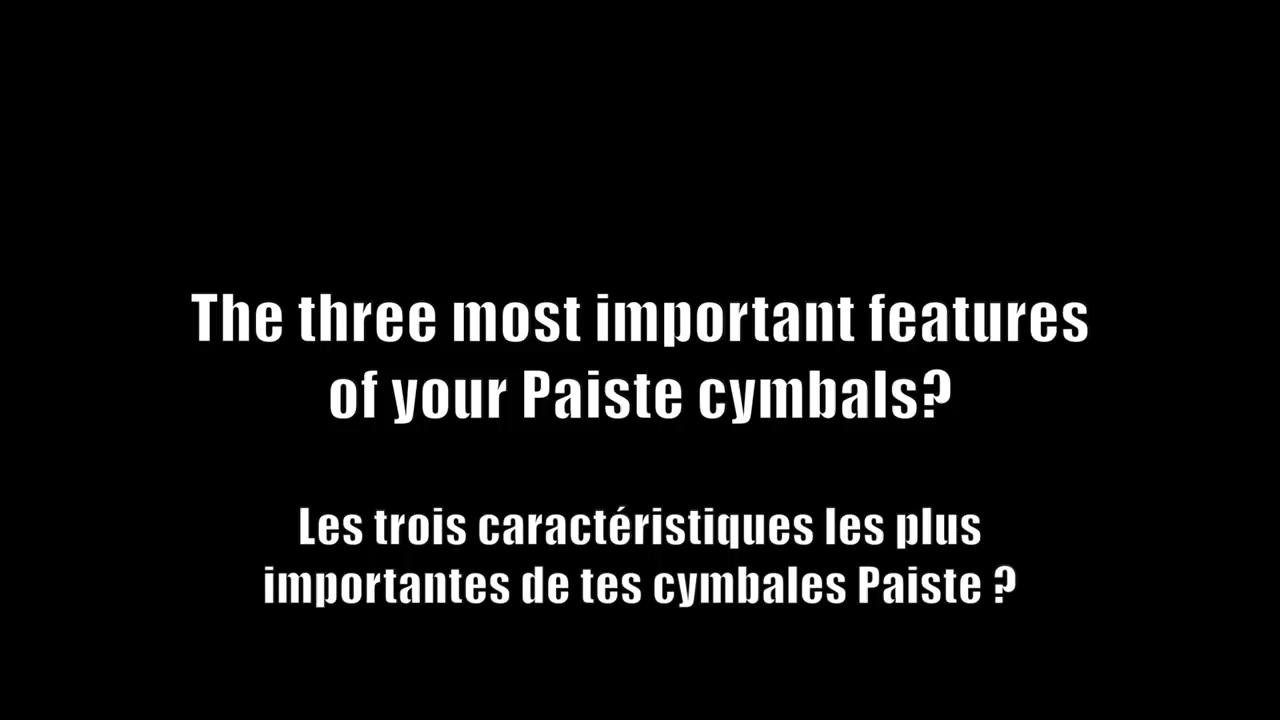 The three most important features
of your Paiste cymbals?
Les trois caractéristiques les plus
importantes de tes cymbales Paiste ?